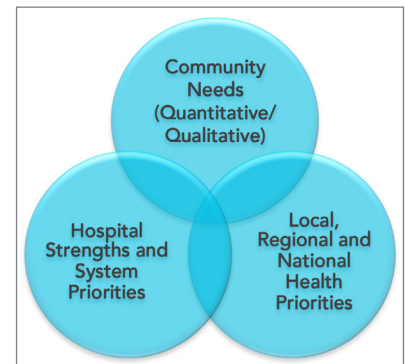 Community
Needs
(Quantitative/
Qualitative)
Hospital
Strengths and
System
Priorities
Local,
Regional and
National
Health
Priorities